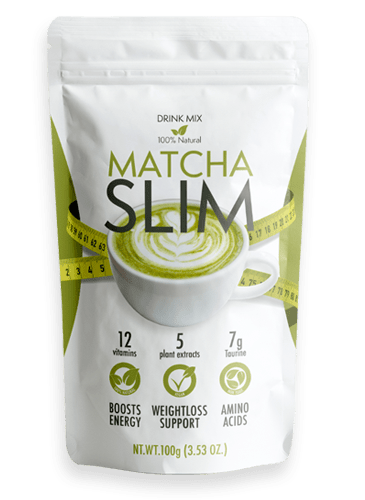 DRINK MIX
100% Natural
MATCHA
SLIM
12
vitamins
5
plant extracts
7g
Taurine
BOOSTS
ENERGY
WEIGHTLOSS
SUPPORT
AMINO
ACIDS
NT.WT.100g (3.53 OZ.)